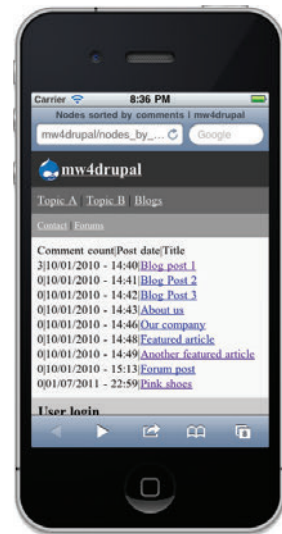 Carrier 8:36 PM
Nodes sorted by comments | mw4drupal
mw4drupal/nodes_by_... Google
mw4drupal
Topic A | Topic B | Blogs
Contact | Forums
Comment count|Post date|Title
3|10/01/2010 - 14:40|Blog post 1
0|10/01/2010 - 14:41|Blog Post 2
0|10/01/2010 - 14:42|Blog Post 3
0|10/01/2010 - 14:43|About us
0|10/01/2010 - 14:46|Our company
0|10/01/2010 - 14:48|Featured article
0|10/01/2010 - 14:49|Another featured article
0|10/01/2010 - 15:13|Forum post
0|01/07/2011 - 22:59|Pink shoes
User login